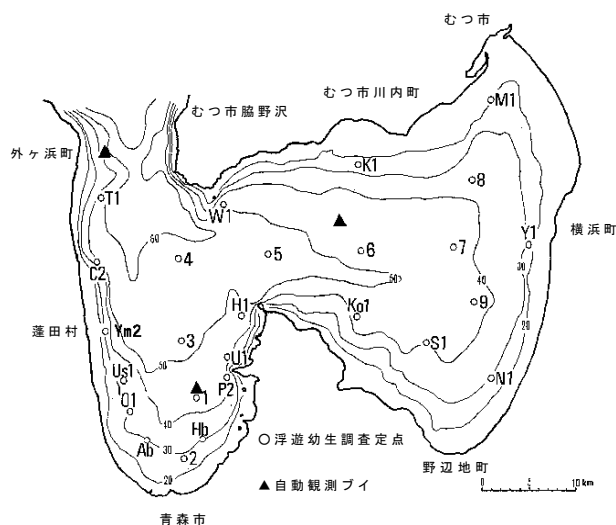 むつ市
むつ市川内町
むつ市脇野沢
外ヶ浜町
M1
K1
8
T1
W1
横浜町
Y1
60
4
5
6
7
C2
50
30
40
9
20
H1
Ko1
蓬田村
Ym2
3
S1
U1
50
Us1
P2
N1
1
O1
40
Hb
○浮遊幼生調査定点
Ab
30
2
野辺地町
20
▲自動観測ブイ
0 5 10 km
青森市